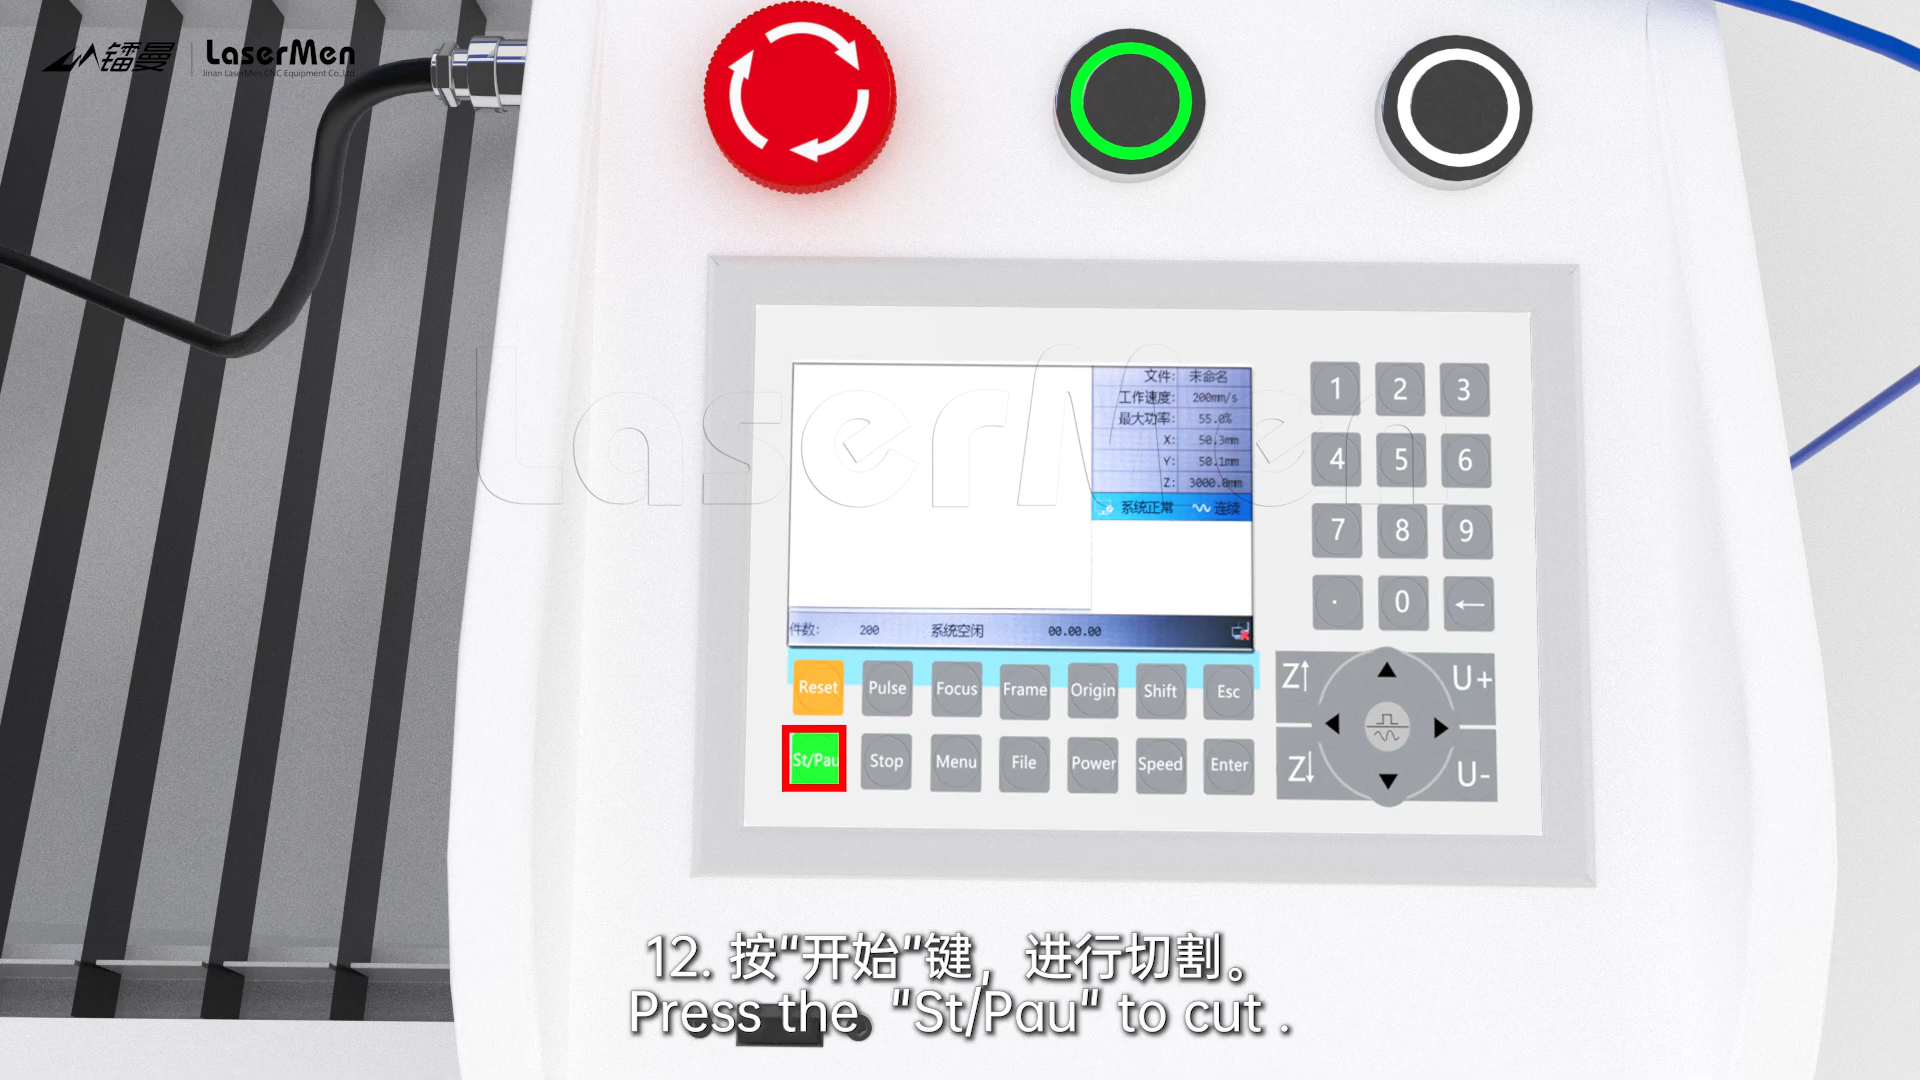 镭曼 LaserMen
Jinan LaserMen CNC Equipment Co.,Ltd
LaserMen
文件: 未命名
工作速度: 200mm/s
最大功率: 55.0%
X: 50.3mm
Y: 50.1mm
Z: 3000.0mm
系统正常 连续
件数: 200 系统空闲 00.00.00
1 2 3
4 5 6
7 8 9
· 0 ←
Reset Pulse Focus Frame Origin Shift Esc
St/Pau Stop Menu File Power Speed Enter
Z↑ U+
Z↓ U-
12. 按"开始"键，进行切割。
Press the "St/Pau" to cut .